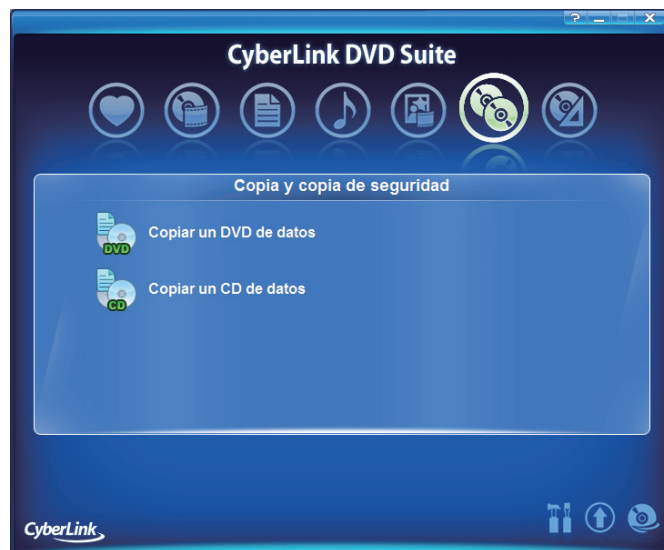 CyberLink DVD Suite
Copia y copia de seguridad
Copiar un DVD de datos
DVD
Copiar un CD de datos
CD
CyberLink